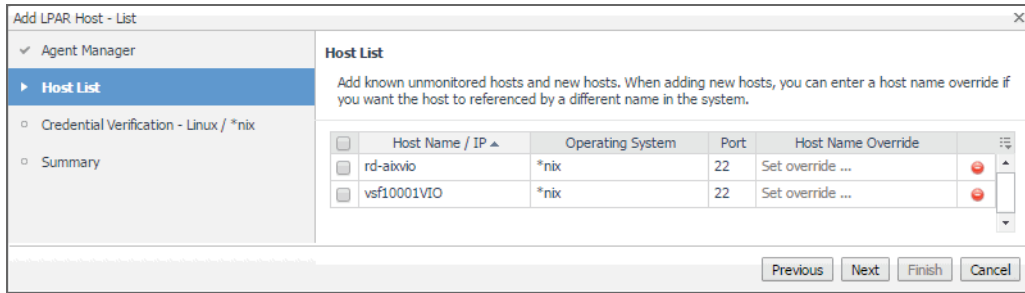 Add LPAR Host - List
Agent Manager
Host List
Credential Verification - Linux / *nix
Summary
Host List
Add known unmonitored hosts and new hosts. When adding new hosts, you can enter a host name override if
you want the host to referenced by a different name in the system.
Host Name / IP Operating System Port Host Name Override
rd-aixvio *nix 22 Set override ...
vsf10001VIO *nix 22 Set override ...
Previous Next Finish Cancel